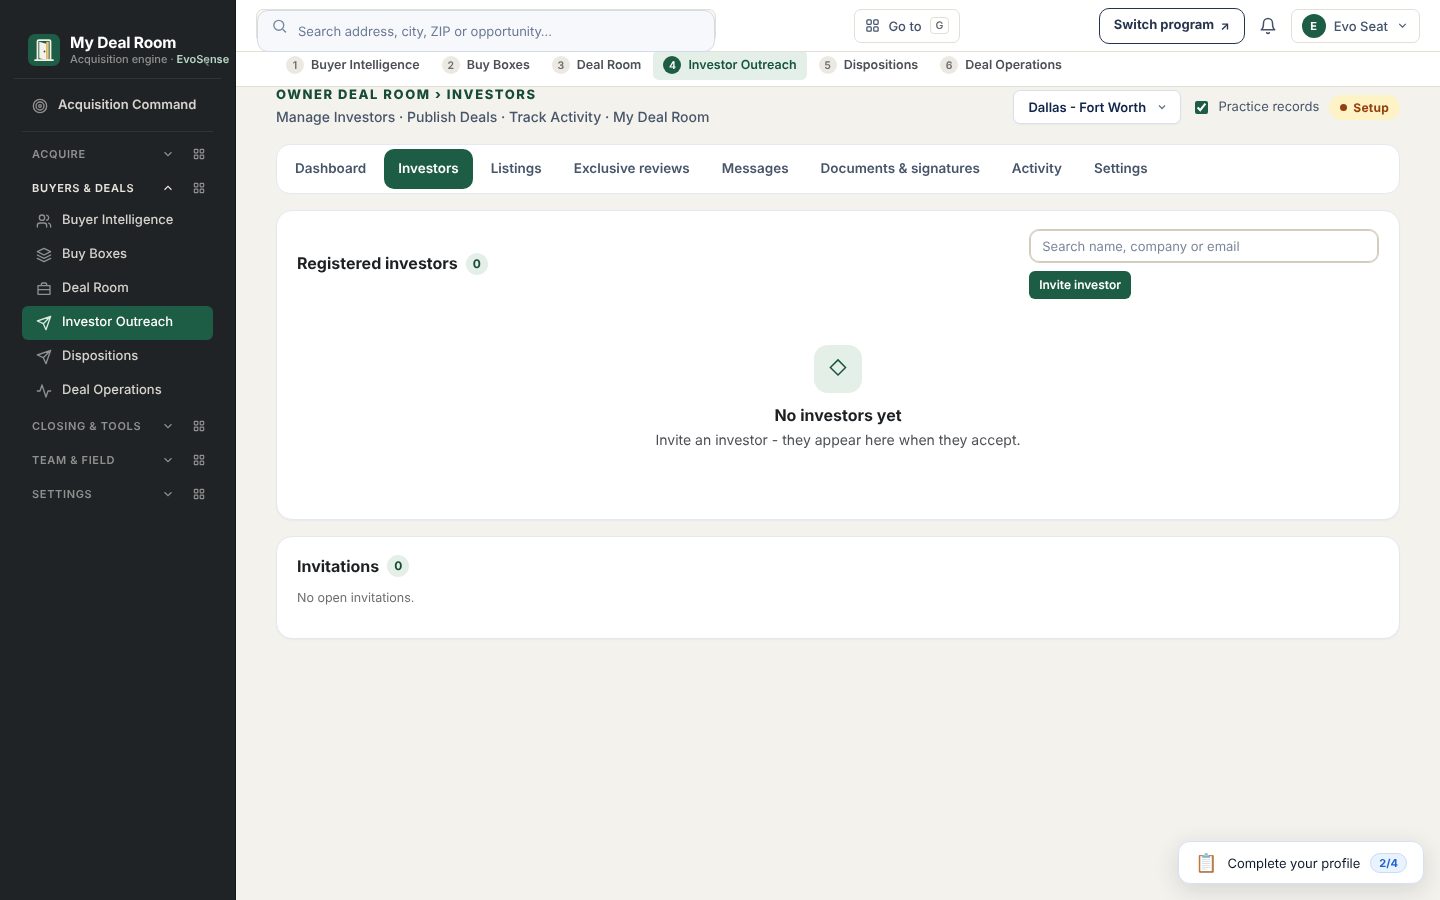 My Deal Room
Acquisition engine · EvoSense
Acquisition Command
ACQUIRE
BUYERS & DEALS
Buyer Intelligence
Buy Boxes
Deal Room
Investor Outreach
Dispositions
Deal Operations
CLOSING & TOOLS
TEAM & FIELD
SETTINGS
Search address, city, ZIP or opportunity...
Go to G
Switch program
E Evo Seat
1 Buyer Intelligence
2 Buy Boxes
3 Deal Room
4 Investor Outreach
5 Dispositions
6 Deal Operations
OWNER DEAL ROOM › INVESTORS
Manage Investors · Publish Deals · Track Activity · My Deal Room
Dallas - Fort Worth
Practice records
Setup
Dashboard
Investors
Listings
Exclusive reviews
Messages
Documents & signatures
Activity
Settings
Registered investors 0
Search name, company or email
Invite investor
No investors yet
Invite an investor - they appear here when they accept.
Invitations 0
No open invitations.
Complete your profile 2/4